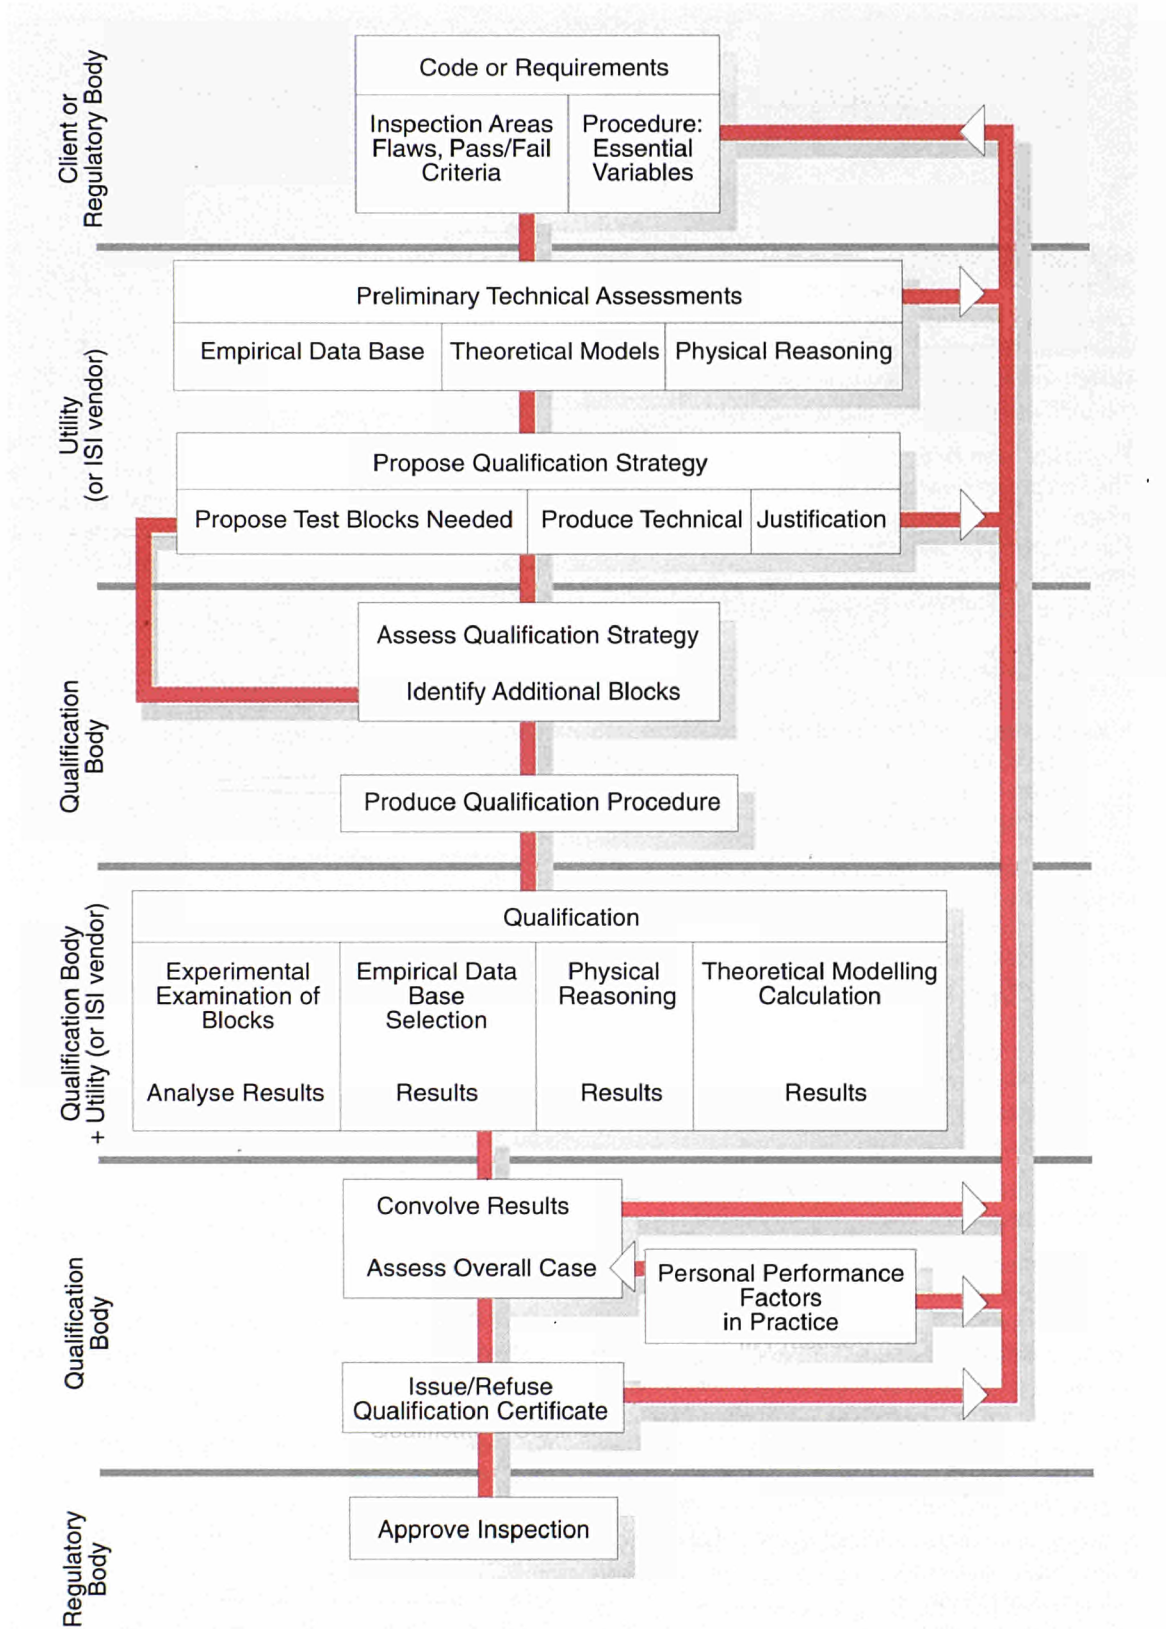 Client or
Regulatory Body
Code or Requirements
Inspection Areas
Flaws, Pass/Fail
Criteria
Procedure:
Essential
Variables
Utility
(or ISI vendor)
Preliminary Technical Assessments
Empirical Data Base
Theoretical Models
Physical Reasoning
Propose Qualification Strategy
Propose Test Blocks Needed
Produce Technical
Justification
Qualification
Body
Assess Qualification Strategy
Identify Additional Blocks
Produce Qualification Procedure
Qualification Body
+ Utility (or ISI vendor)
Qualification
Experimental
Examination of
Blocks
Analyse Results
Empirical Data
Base
Selection
Results
Physical
Reasoning
Results
Theoretical Modelling
Calculation
Results
Qualification
Body
Convolve Results
Assess Overall Case
Personal Performance
Factors
in Practice
Issue/Refuse
Qualification Certificate
Regulatory
Body
Approve Inspection